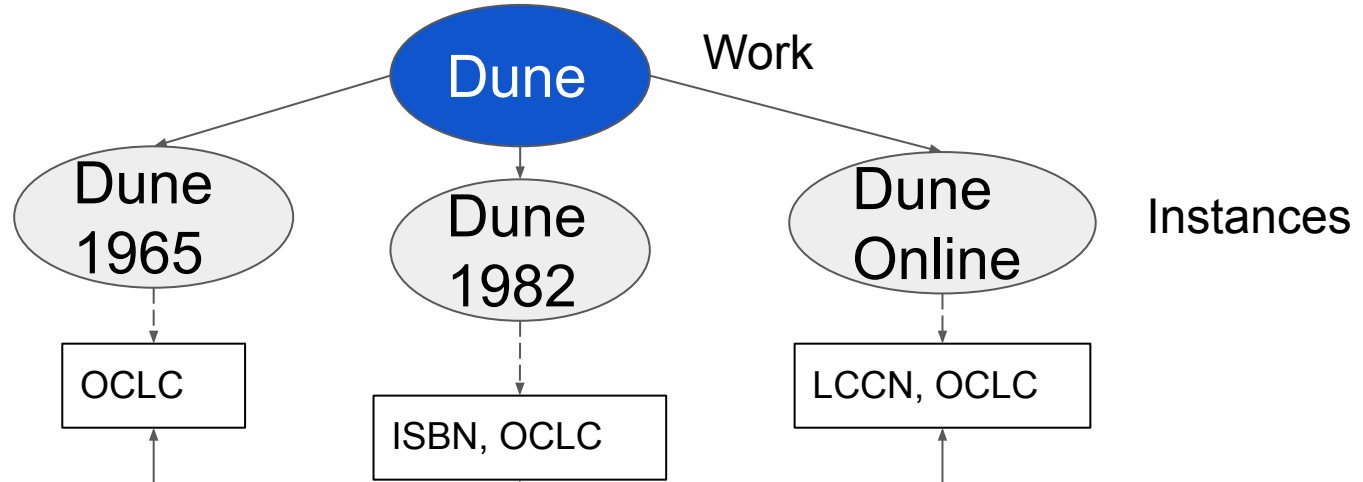 Dune
Work
Dune
1965
Dune
1982
Dune
Online
Instances
OCLC
ISBN, OCLC
LCCN, OCLC